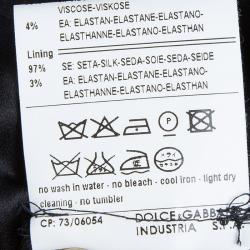 VISCOSE-VISKOSE
4% EA: ELASTAN-ELASTANE-ELASTANO-
ELASTHANNE-ELASTANO-ELASTHAN
Lining
97% SE: SETA-SILK-SEDA-SOIE-SEDA-SEIDE
3% EA: ELASTAN-ELASTANE-ELASTANO-
ELASTHANNE-ELASTANO-ELASTHAN
P
no wash in water - no bleach - cool iron - light dry
cleaning - no tumbler
DOLCE & GABBANA
CP: 73/06054 INDUSTRIA S.P.A.